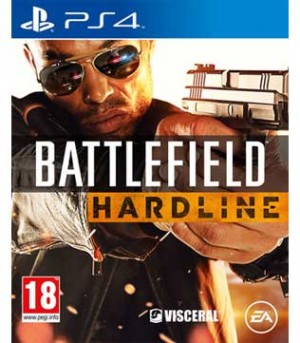 PS4
BATTLEFIELD
HARDLINE
18
www.pegi.info
VISCERAL
EA